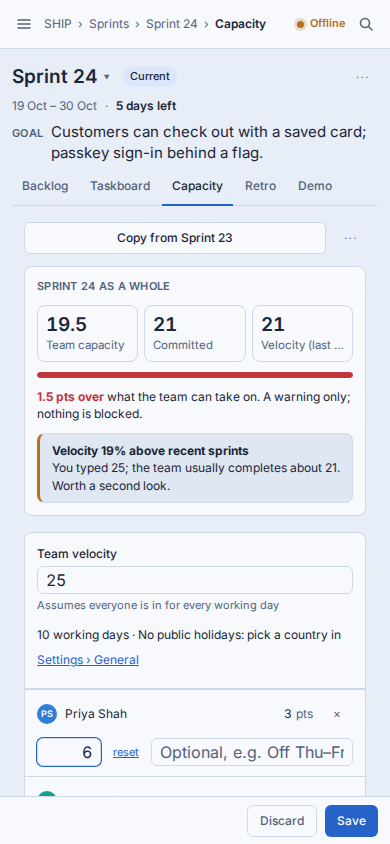 SHIP › Sprints › Sprint 24 › Capacity Offline
Sprint 24 ▾ Current ···
19 Oct – 30 Oct · 5 days left
GOAL Customers can check out with a saved card;
passkey sign-in behind a flag.
Backlog Taskboard Capacity Retro Demo
Copy from Sprint 23 ···
SPRINT 24 AS A WHOLE
19.5 21 21
Team capacity Committed Velocity (last ...
1.5 pts over what the team can take on. A warning only;
nothing is blocked.
Velocity 19% above recent sprints
You typed 25; the team usually completes about 21.
Worth a second look.
Team velocity
25
Assumes everyone is in for every working day
10 working days · No public holidays: pick a country in
Settings › General
PS Priya Shah 3 pts ×
6 reset Optional, e.g. Off Thu–Fr
Discard Save